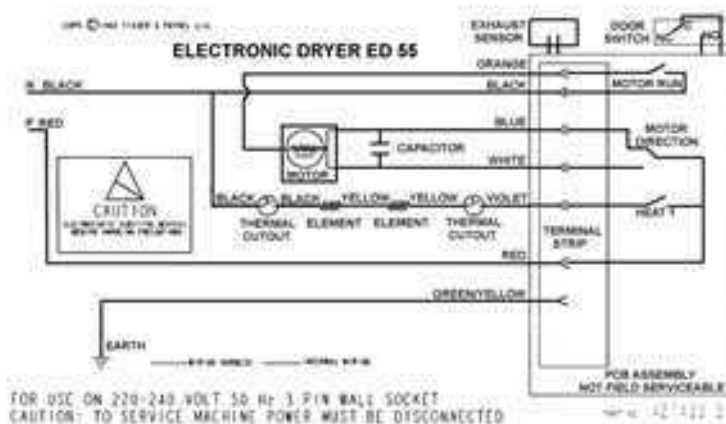 EXHAUST SENSOR
DOOR SWITCH
ELECTRONIC DRYER ED 55
ORANGE
BLACK
MOTOR RUN
N BLACK
BLUE
P RED
MOTOR DIRECTION
CAPACITOR
WHITE
MOTOR
CAUTION
BLACK
BLACK
YELLOW
YELLOW
VIOLET
THERMAL CUTOUT
ELEMENT
ELEMENT
THERMAL CUTOUT
HEAT 1
TERMINAL STRIP
RED
GREEN/YELLOW
EARTH
PCB ASSEMBLY
NOT FIELD SERVICEABLE
FOR USE ON 220-240 VOLT 50 Hz 3 PIN WALL SOCKET
CAUTION: TO SERVICE MACHINE POWER MUST BE DISCONNECTED